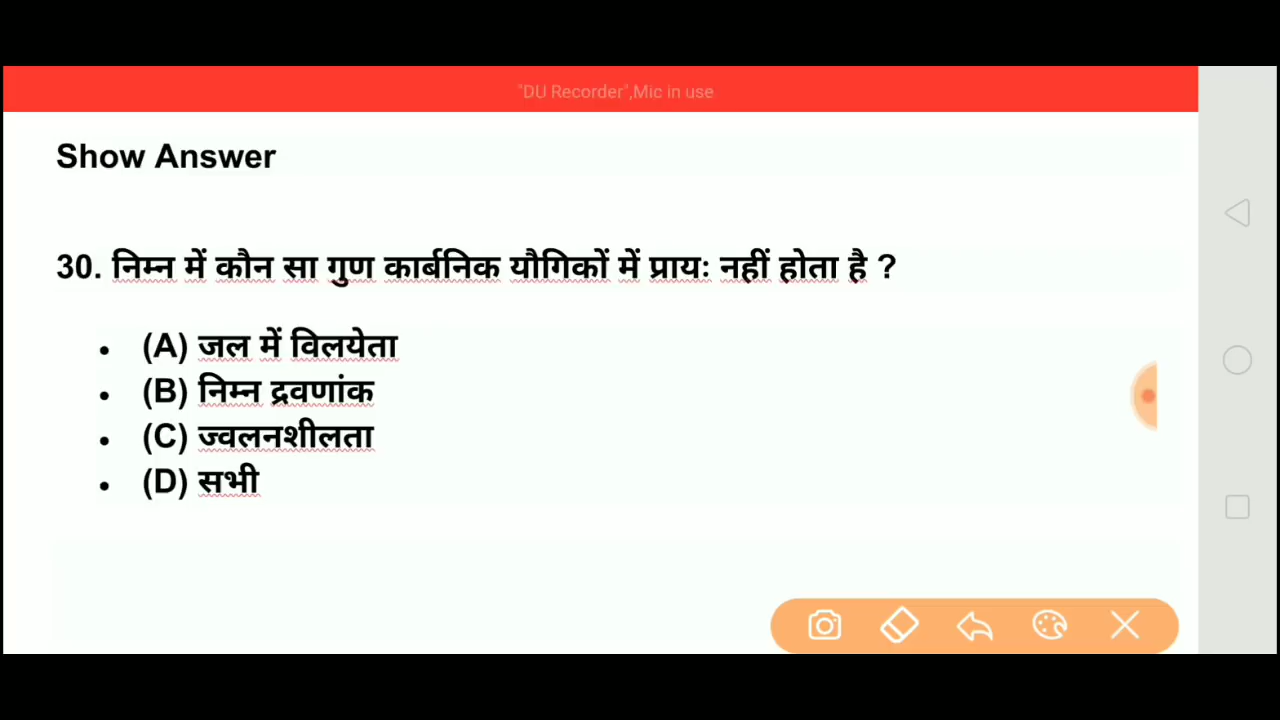 "DU Recorder",Mic in use
Show Answer
30. निम्न में कौन सा गुण कार्बनिक यौगिकों में प्रायः नहीं होता है ?
• (A) जल में विलयेता
• (B) निम्न द्रवणांक
• (C) ज्वलनशीलता
• (D) सभी